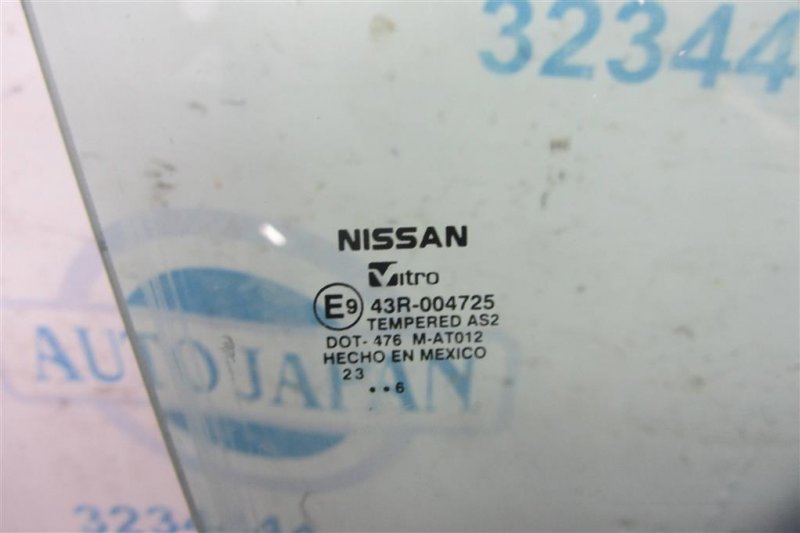 32344
NISSAN
Vitro
E9 43R-004725
TEMPERED AS2
DOT- 476 M-AT012
HECHO EN MEXICO
23
••6
AUTOJAPAN